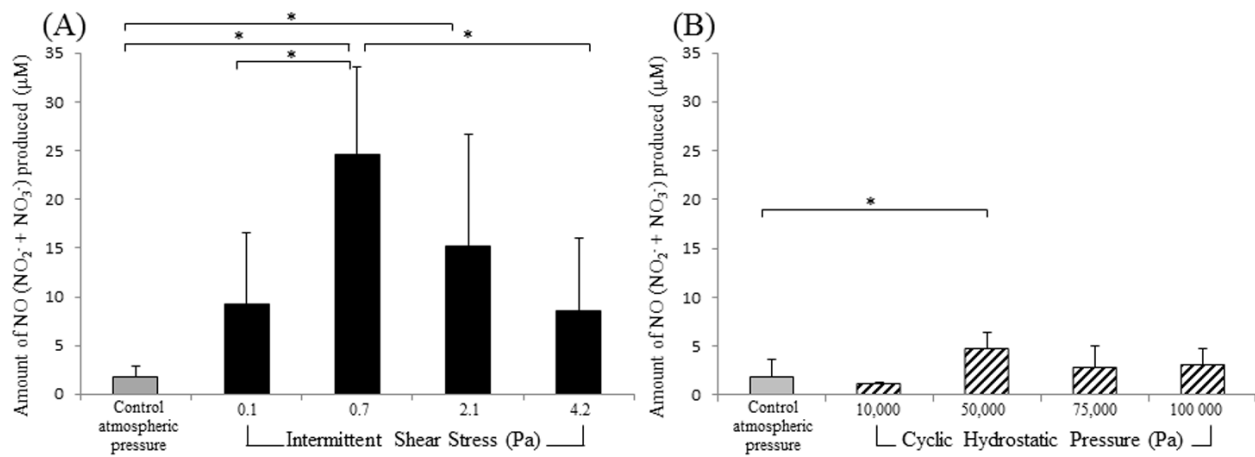 (A)
Amount of NO (NO₂⁻ + NO₃⁻) produced (μM)
35
30
25
20
15
10
5
0
*
*
*
*
Control
atmospheric
pressure
0.1
0.7
2.1
4.2
Intermittent Shear Stress (Pa)
(B)
Amount of NO (NO₂⁻ + NO₃⁻) produced (μM)
35
30
25
20
15
10
5
0
*
Control
atmospheric
pressure
10,000
50,000
75,000
100 000
Cyclic Hydrostatic Pressure (Pa)